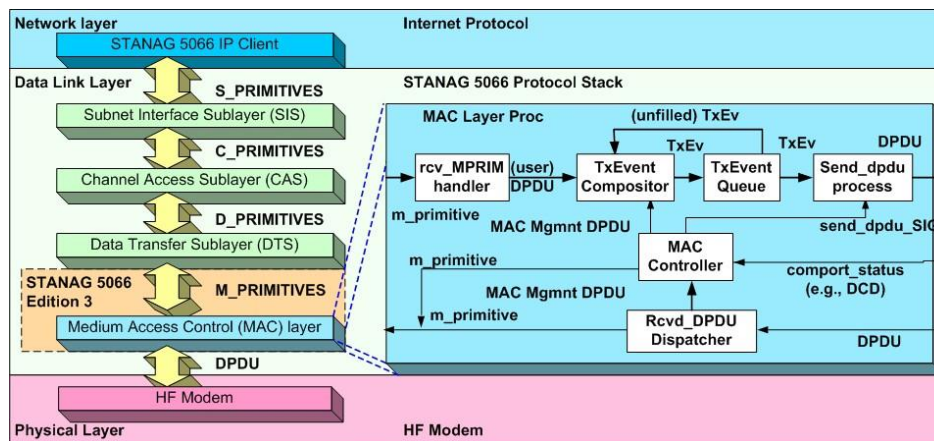 Network layer
Internet Protocol
STANAG 5066 IP Client
Data Link Layer
S_PRIMITIVES
STANAG 5066 Protocol Stack
Subnet Interface Sublayer (SIS)
C_PRIMITIVES
Channel Access Sublayer (CAS)
D_PRIMITIVES
Data Transfer Sublayer (DTS)
STANAG 5066
Edition 3
M_PRIMITIVES
Medium Access Control (MAC) layer
DPDU
HF Modem
Physical Layer
HF Modem
MAC Layer Proc
(unfilled) TxEv
TxEv
TxEv
DPDU
rcv_MPRIM
handler
(user)
DPDU
TxEvent
Compositor
TxEvent
Queue
Send_dpdu
process
m_primitive
MAC Mgmnt DPDU
send_dpdu_SIG
m_primitive
MAC
Controller
comport_status
(e.g., DCD)
MAC Mgmnt DPDU
m_primitive
Rcvd_DPDU
Dispatcher
DPDU